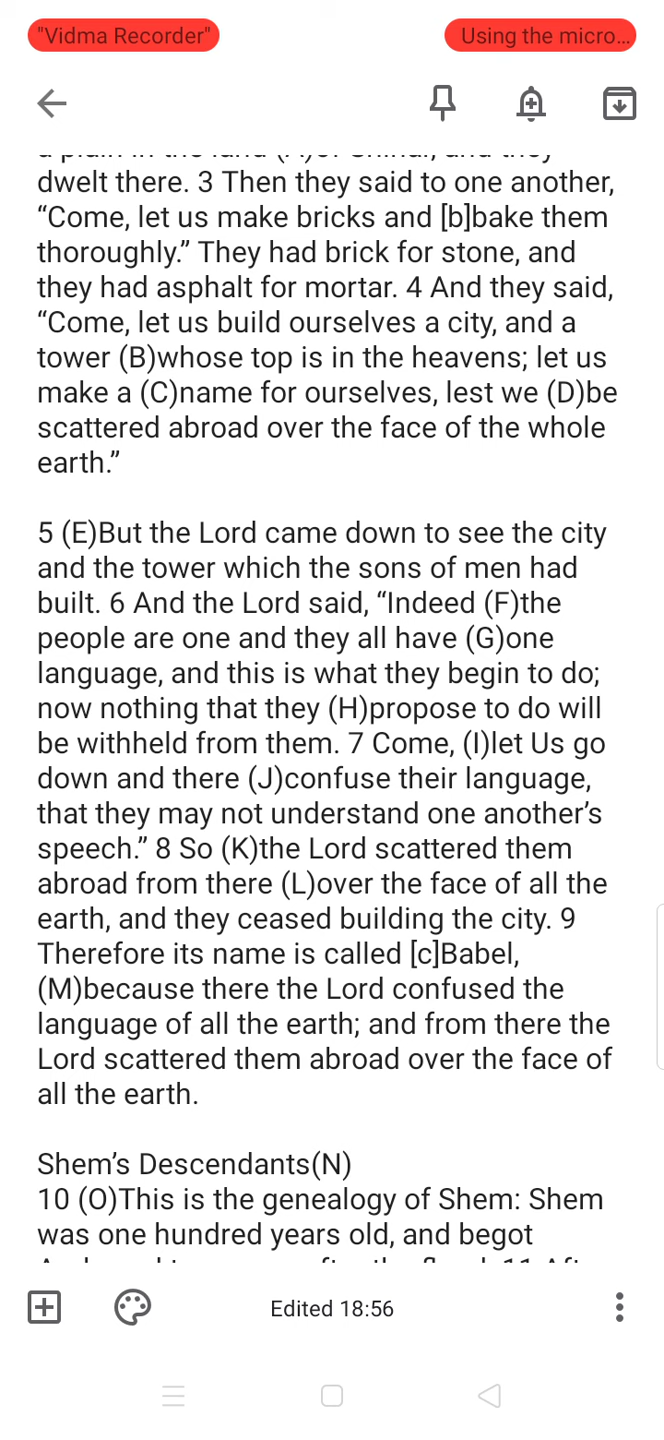 "Vidma Recorder"
Using the micro...
dwelt there. 3 Then they said to one another,
“Come, let us make bricks and [b]bake them
thoroughly.” They had brick for stone, and
they had asphalt for mortar. 4 And they said,
“Come, let us build ourselves a city, and a
tower (B)whose top is in the heavens; let us
make a (C)name for ourselves, lest we (D)be
scattered abroad over the face of the whole
earth.”
5 (E)But the Lord came down to see the city
and the tower which the sons of men had
built. 6 And the Lord said, “Indeed (F)the
people are one and they all have (G)one
language, and this is what they begin to do;
now nothing that they (H)propose to do will
be withheld from them. 7 Come, (I)let Us go
down and there (J)confuse their language,
that they may not understand one another’s
speech.” 8 So (K)the Lord scattered them
abroad from there (L)over the face of all the
earth, and they ceased building the city. 9
Therefore its name is called [c]Babel,
(M)because there the Lord confused the
language of all the earth; and from there the
Lord scattered them abroad over the face of
all the earth.
Shem’s Descendants(N)
10 (O)This is the genealogy of Shem: Shem
was one hundred years old, and begot
Edited 18:56